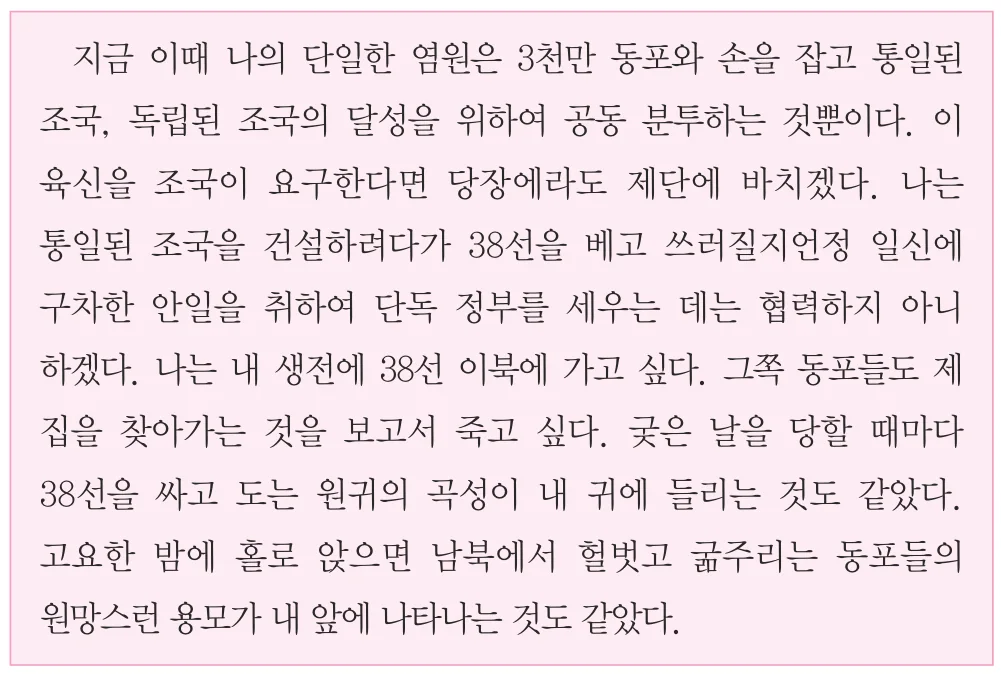 지금 이때 나의 단일한 염원은 3천만 동포와 손을 잡고 통일된
조국, 독립된 조국의 달성을 위하여 공동 분투하는 것뿐이다. 이
육신을 조국이 요구한다면 당장에라도 제단에 바치겠다. 나는
통일된 조국을 건설하려다가 38선을 베고 쓰러질지언정 일신에
구차한 안일을 취하여 단독 정부를 세우는 데는 협력하지 아니
하겠다. 나는 내 생전에 38선 이북에 가고 싶다. 그쪽 동포들도 제
집을 찾아가는 것을 보고서 죽고 싶다. 궂은 날을 당할 때마다
38선을 싸고 도는 원귀의 곡성이 내 귀에 들리는 것도 같았다.
고요한 밤에 홀로 앉으면 남북에서 헐벗고 굶주리는 동포들의
원망스런 용모가 내 앞에 나타나는 것도 같았다.